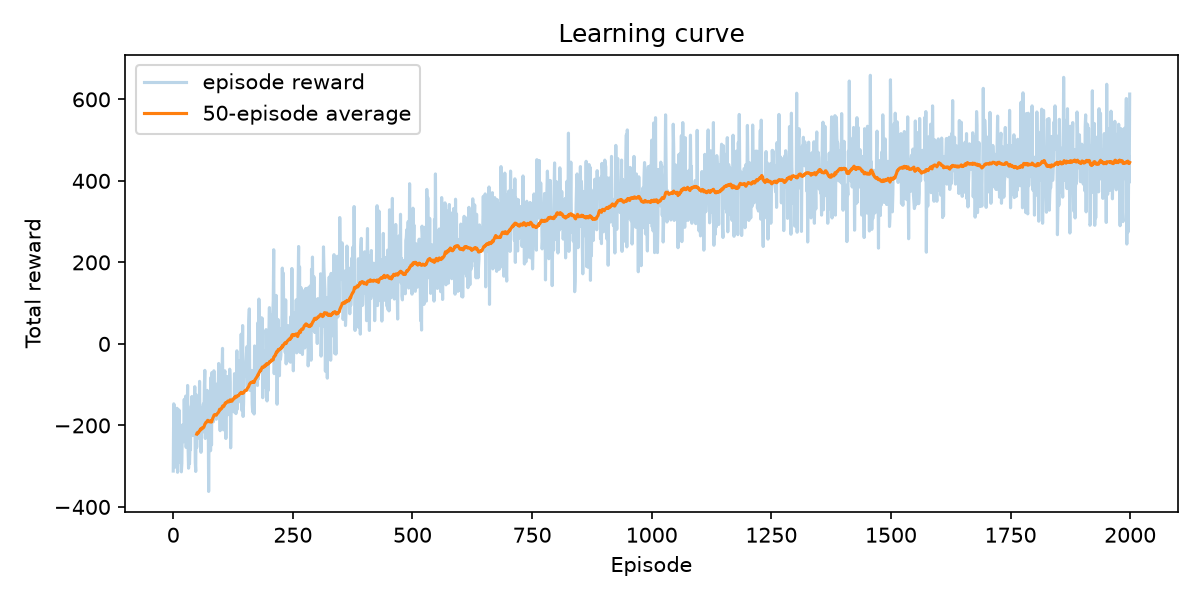 Learning curve
episode reward
50-episode average
Total reward
600
400
200
0
−200
−400
0 250 500 750 1000 1250 1500 1750 2000
Episode